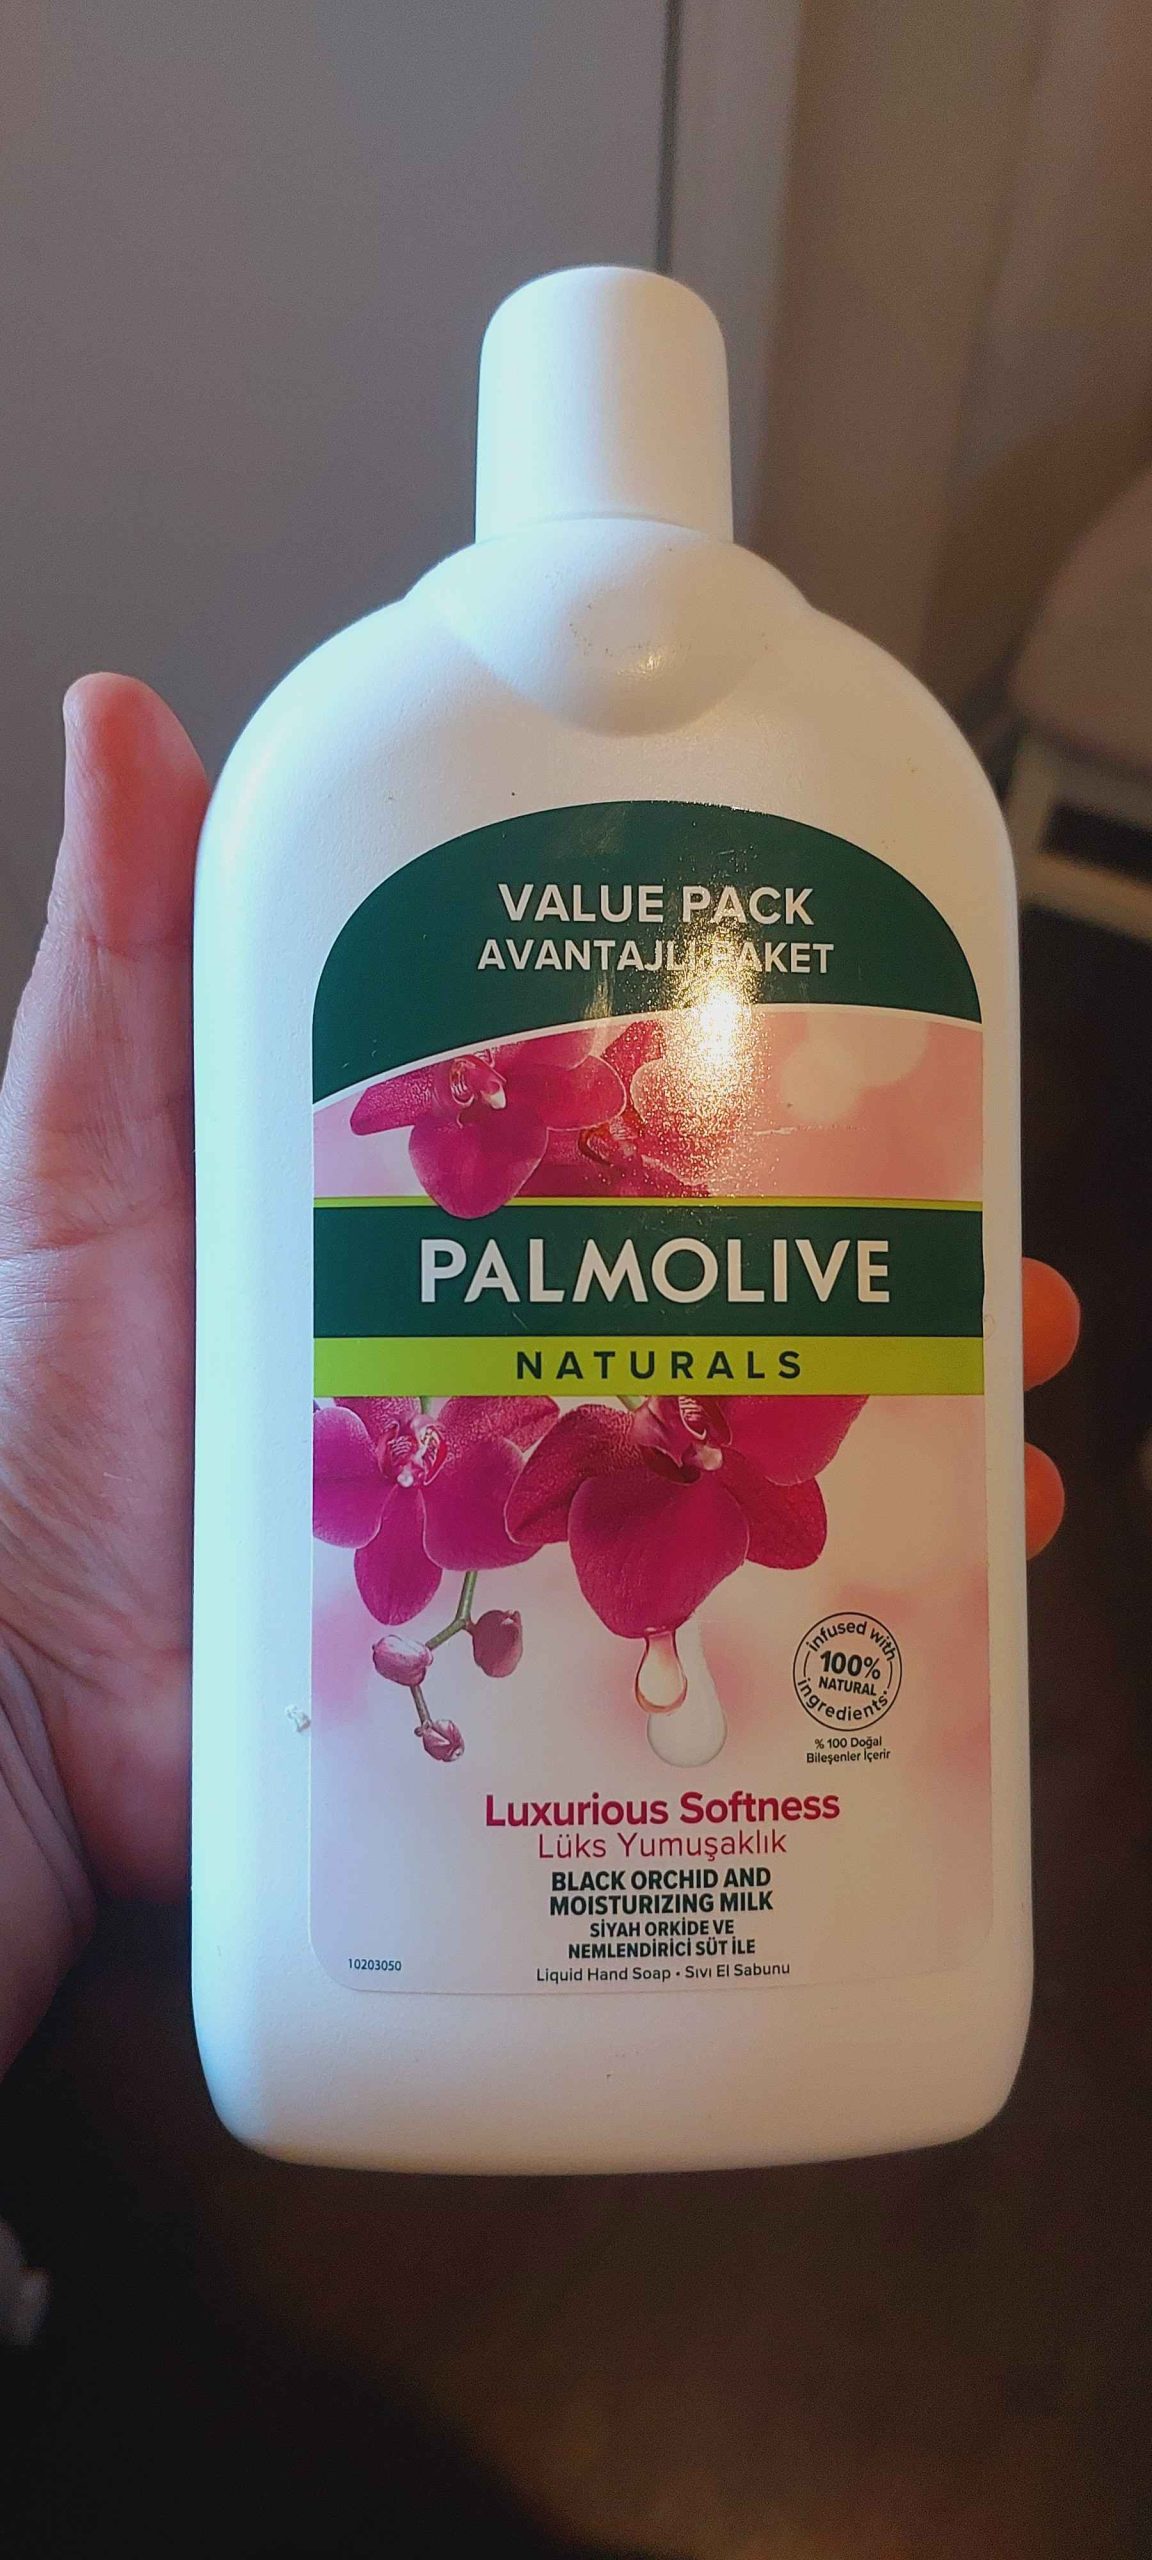 VALUE PACK
AVANTAJLI PAKET
PALMOLIVE
NATURALS
infused with
100%
NATURAL
ingredients*
% 100 Doğal
Bileşenler İçerir
Luxurious Softness
Lüks Yumuşaklık
BLACK ORCHID AND
MOISTURIZING MILK
SİYAH ORKİDE VE
NEMLENDİRİCİ SÜT İLE
10203050
Liquid Hand Soap • Sıvı El Sabunu